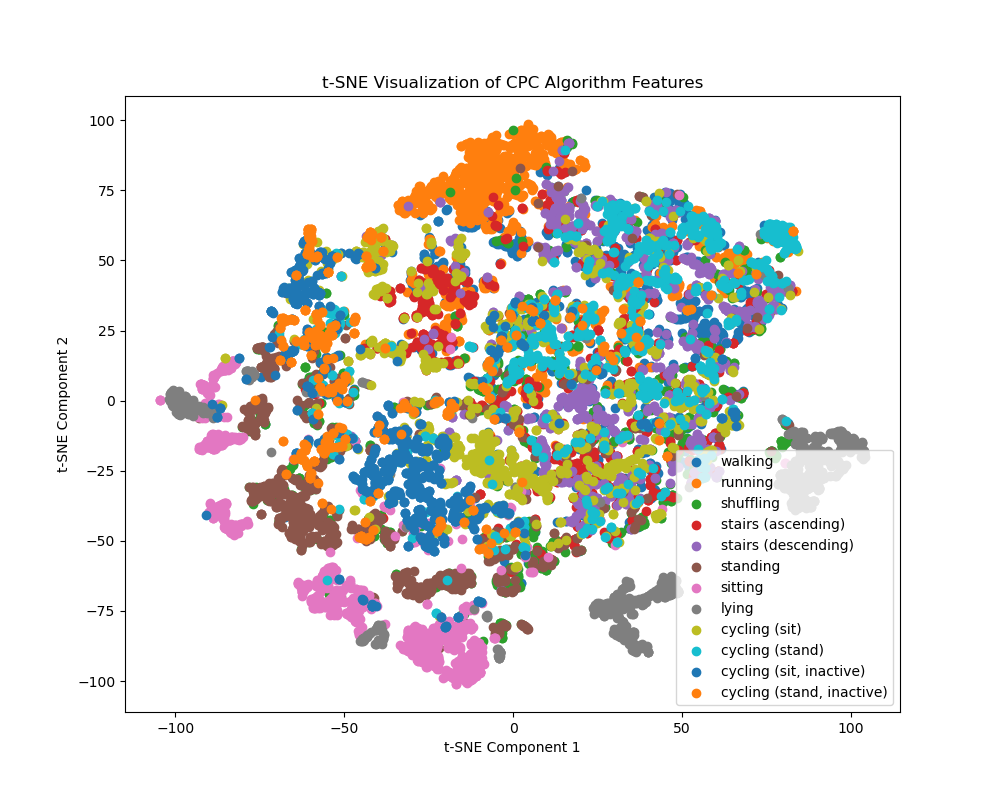 t-SNE Visualization of CPC Algorithm Features
100
75
50
25
0
−25
−50
−75
−100
t-SNE Component 2
walking
running
shuffling
stairs (ascending)
stairs (descending)
standing
sitting
lying
cycling (sit)
cycling (stand)
cycling (sit, inactive)
cycling (stand, inactive)
−100
−50
0
50
100
t-SNE Component 1